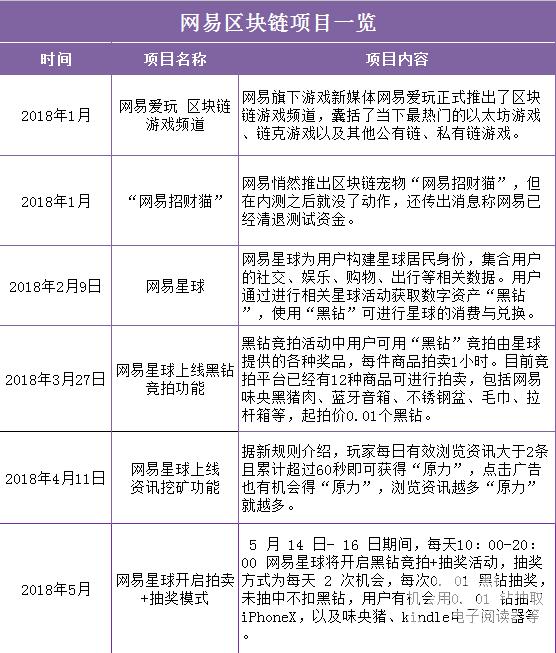 网易区块链项目一览
时间 项目名称 项目内容
2018年1月
网易爱玩 区块链
游戏频道
网易旗下游戏新媒体网易爱玩正式推出了区块
链游戏频道，囊括了当下最热门的以太坊游戏
、链克游戏以及其他公有链、私有链游戏。
2018年1月
“网易招财猫”
网易悄然推出区块链宠物“网易招财猫”，但
在内测之后就没了动作，还传出消息称网易已
经清退测试资金。
2018年2月9日
网易星球
网易星球为用户构建星球居民身份，集合用户
的社交、娱乐、购物、出行等相关数据。用户
通过进行相关星球活动获取数字资产“黑钻
”，使用“黑钻”可进行星球的消费与兑换。
2018年3月27日
网易星球上线黑钻
竞拍功能
黑钻竞拍活动中用户可用“黑钻”竞拍由星球
提供的各种奖品，每件商品拍卖1小时。目前竞
拍平台已经有12种商品可进行拍卖，包括网易
味央黑猪肉、蓝牙音箱、不锈钢盆、毛巾、拉
杆箱等，起拍价0.01个黑钻。
2018年4月11日
网易星球上线
资讯挖矿功能
据新规则介绍，玩家每日有效浏览资讯大于2条
且累计超过60秒即可获得“原力”，点击广告
也有机会得“原力”，浏览资讯越多“原力”
就越多。
2018年5月
网易星球开启拍卖
+抽奖模式
5 月 14 日- 16 日期间，每天10：00-20：
00 网易星球将开启黑钻竞拍+抽奖活动，抽奖
方式为每天 2 次机会，每次0. 01 黑钻抽奖，
未抽中不扣黑钻，用户有机会用0. 01 钻抽取
iPhoneX，以及味央猪、kindle电子阅读器等
。